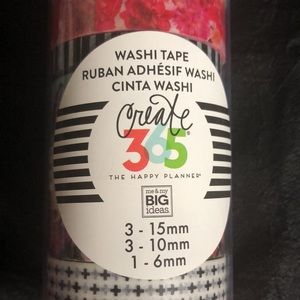 WASHI TAPE
RUBAN ADHÉSIF WASHI
CINTA WASHI
Create
365®
THE HAPPY PLANNER®
me & my
BIG
ideas®
3 - 15mm
3 - 10mm
1 - 6mm